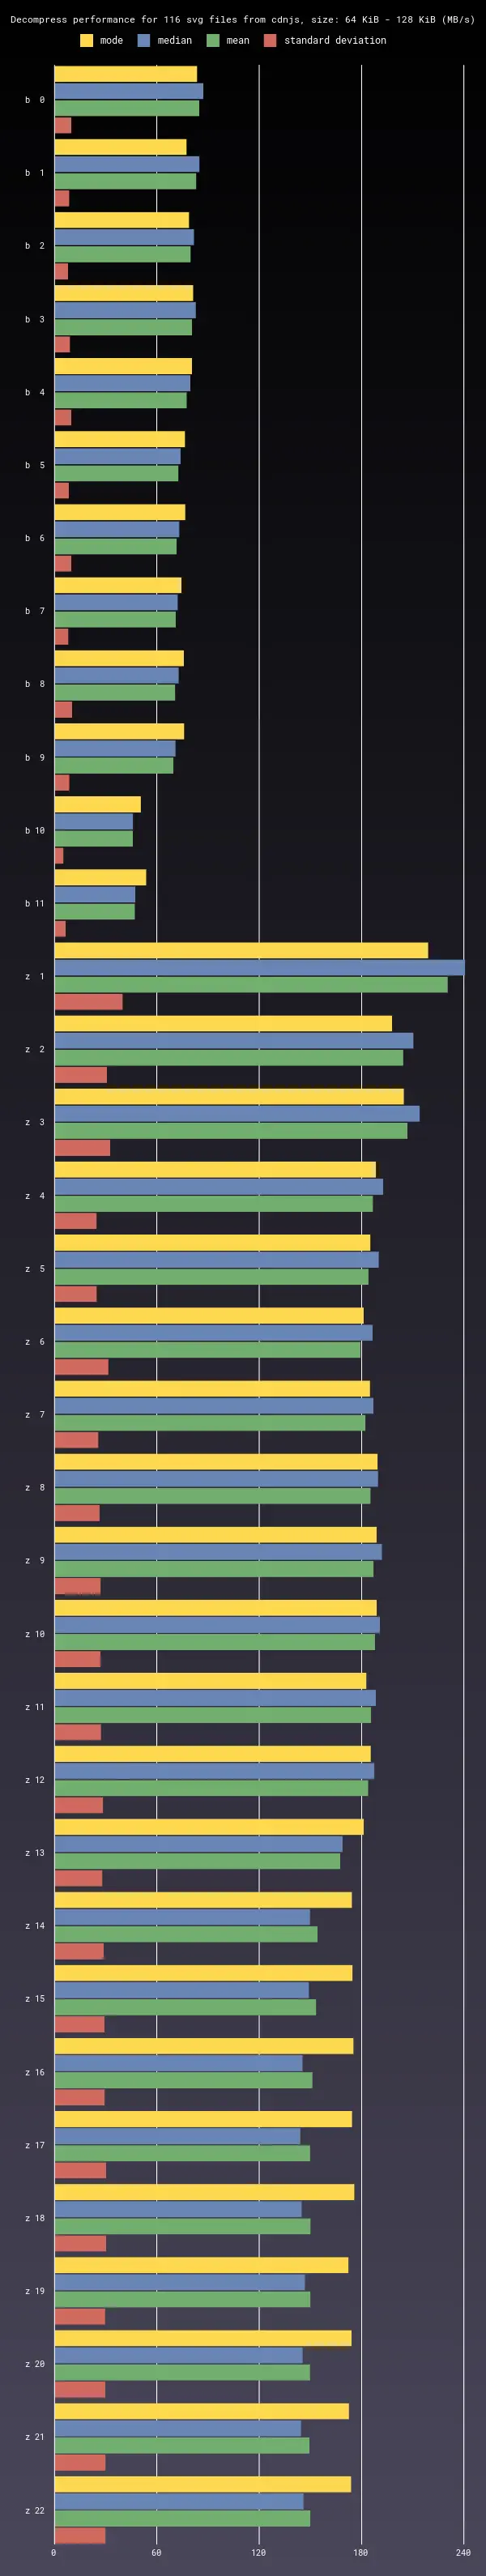 Decompress performance for 116 svg files from cdnjs, size: 64 KiB - 128 KiB (MB/s)
mode median mean standard deviation
b 0
b 1
b 2
b 3
b 4
b 5
b 6
b 7
b 8
b 9
b 10
b 11
z 1
z 2
z 3
z 4
z 5
z 6
z 7
z 8
z 9
z 10
z 11
z 12
z 13
z 14
z 15
z 16
z 17
z 18
z 19
z 20
z 21
z 22
0 60 120 180 240